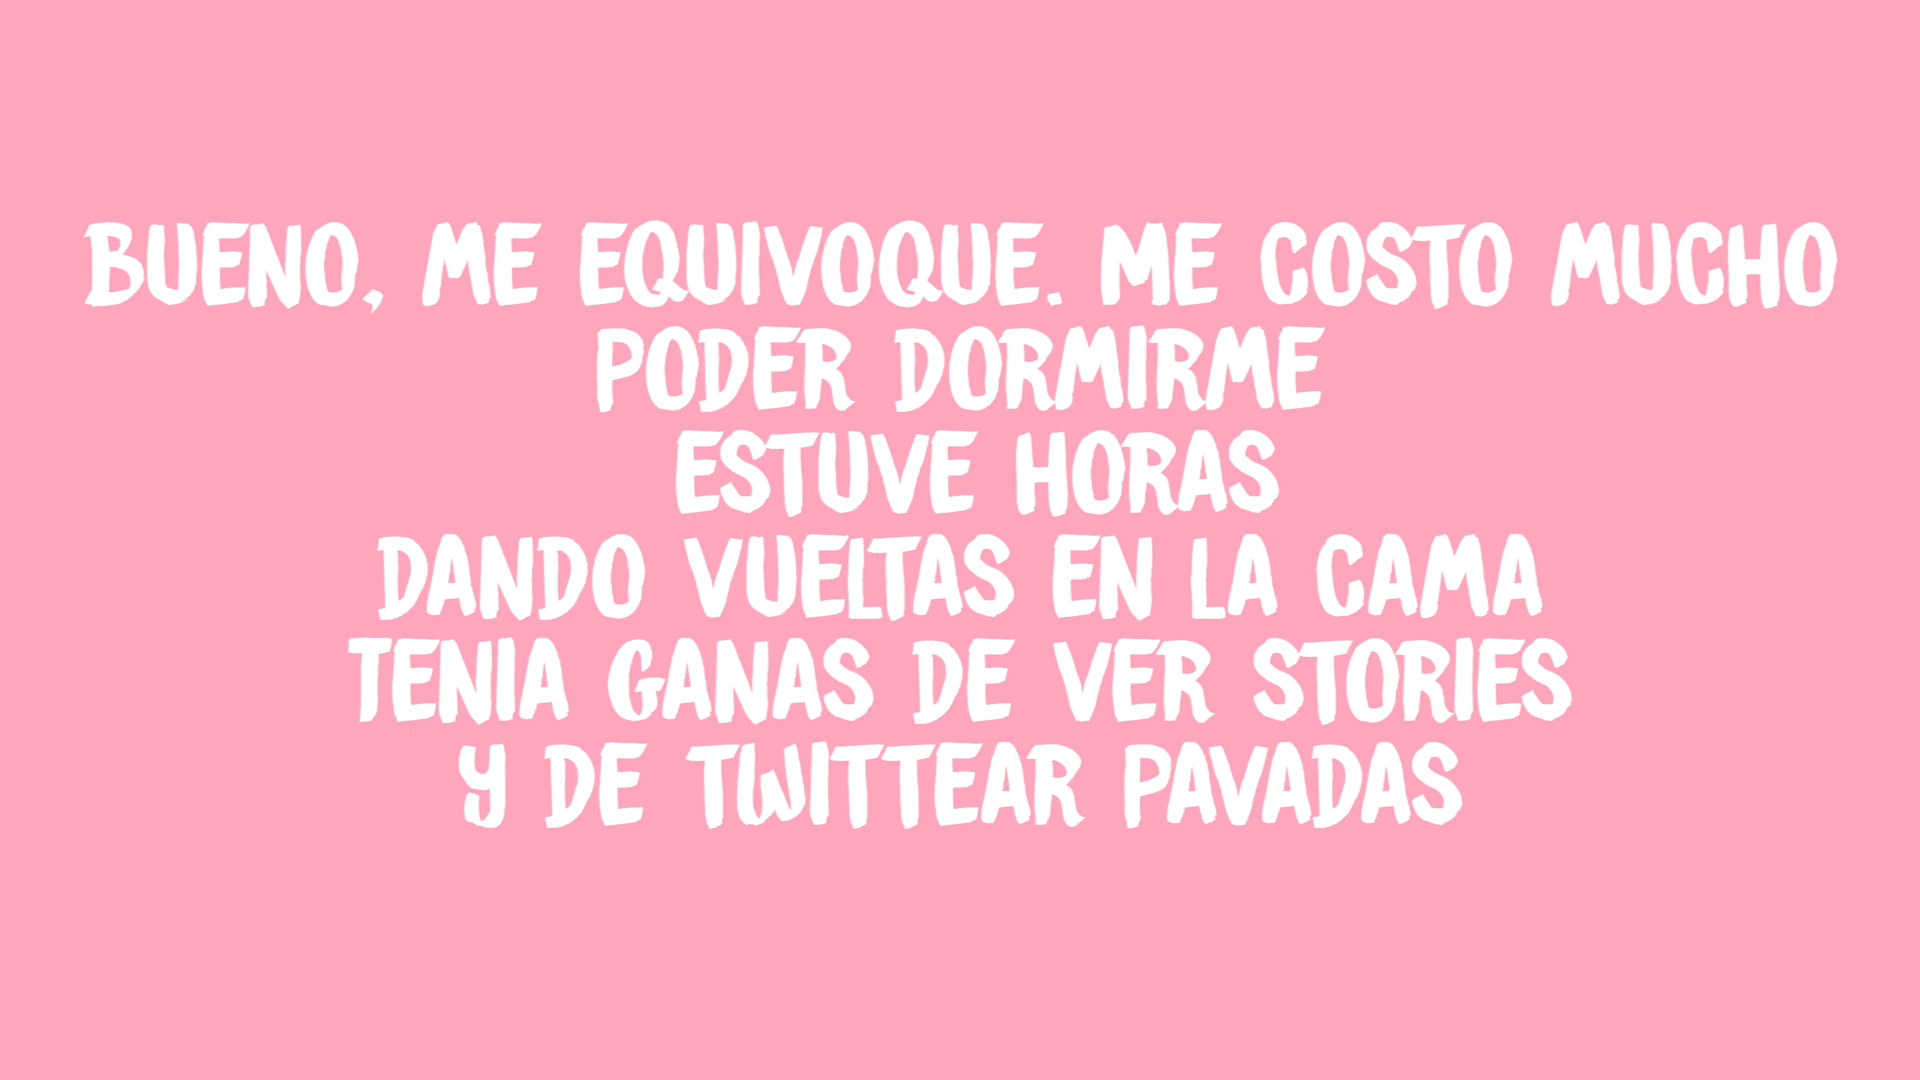 BUENO, ME EQUIVOQUE. ME COSTO MUCHO
PODER DORMIRME
ESTUVE HORAS
DANDO VUELTAS EN LA CAMA
TENIA GANAS DE VER STORIES
Y DE TWITTEAR PAVADAS